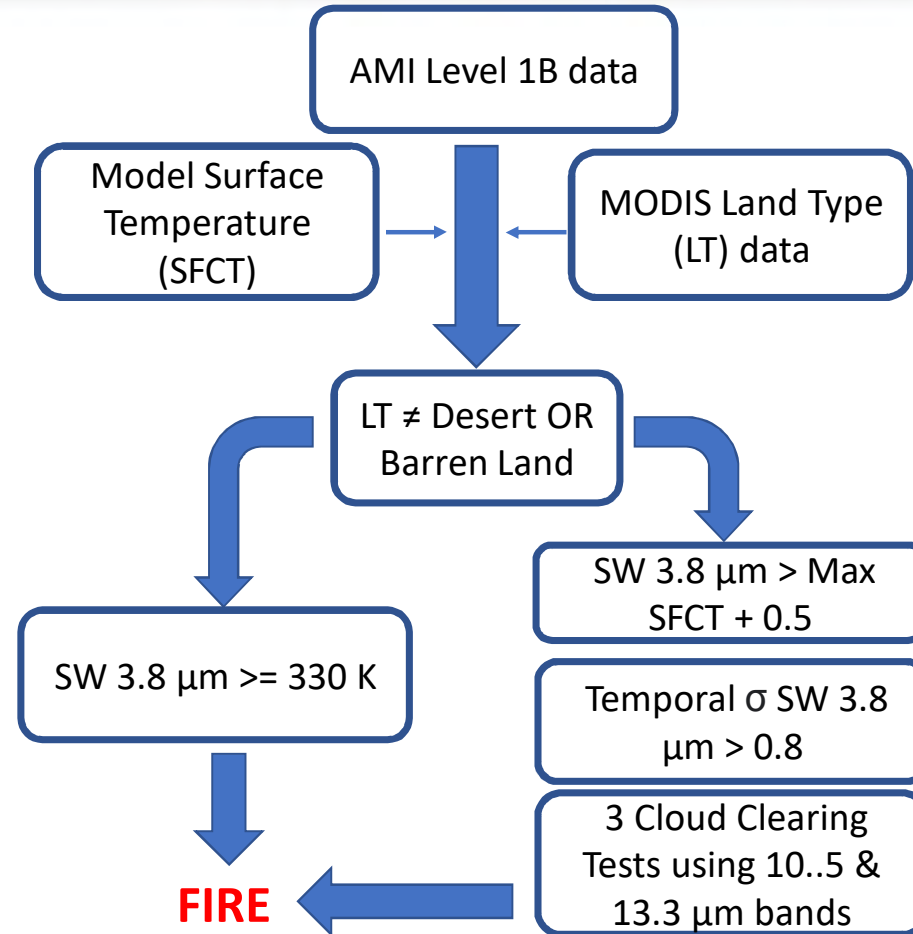 AMI Level 1B data
Model Surface
Temperature
(SFCT)
MODIS Land Type
(LT) data
LT ≠ Desert OR
Barren Land
SW 3.8 µm >= 330 K
SW 3.8 µm > Max
SFCT + 0.5
Temporal σ SW 3.8
µm > 0.8
3 Cloud Clearing
Tests using 10..5 &
13.3 µm bands
FIRE